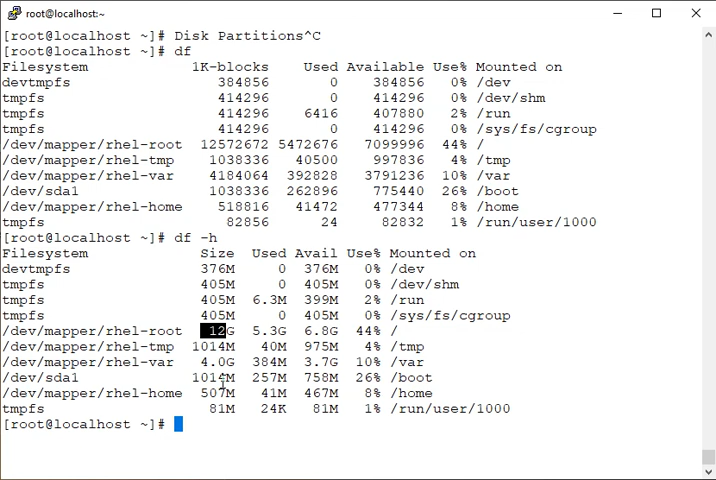 root@localhost:~
[root@localhost ~]# Disk Partitions^C
[root@localhost ~]# df
Filesystem 1K-blocks Used Available Use% Mounted on
devtmpfs 384856 0 384856 0% /dev
tmpfs 414296 0 414296 0% /dev/shm
tmpfs 414296 6416 407880 2% /run
tmpfs 414296 0 414296 0% /sys/fs/cgroup
/dev/mapper/rhel-root 12572672 5472676 7099996 44% /
/dev/mapper/rhel-tmp 1038336 40500 997836 4% /tmp
/dev/mapper/rhel-var 4184064 392828 3791236 10% /var
/dev/sda1 1038336 262896 775440 26% /boot
/dev/mapper/rhel-home 518816 41472 477344 8% /home
tmpfs 82856 24 82832 1% /run/user/1000
[root@localhost ~]# df -h
Filesystem Size Used Avail Use% Mounted on
devtmpfs 376M 0 376M 0% /dev
tmpfs 405M 0 405M 0% /dev/shm
tmpfs 405M 6.3M 399M 2% /run
tmpfs 405M 0 405M 0% /sys/fs/cgroup
/dev/mapper/rhel-root 12G 5.3G 6.8G 44% /
/dev/mapper/rhel-tmp 1014M 40M 975M 4% /tmp
/dev/mapper/rhel-var 4.0G 384M 3.7G 10% /var
/dev/sda1 1014M 257M 758M 26% /boot
/dev/mapper/rhel-home 507M 41M 467M 8% /home
tmpfs 81M 24K 81M 1% /run/user/1000
[root@localhost ~]#